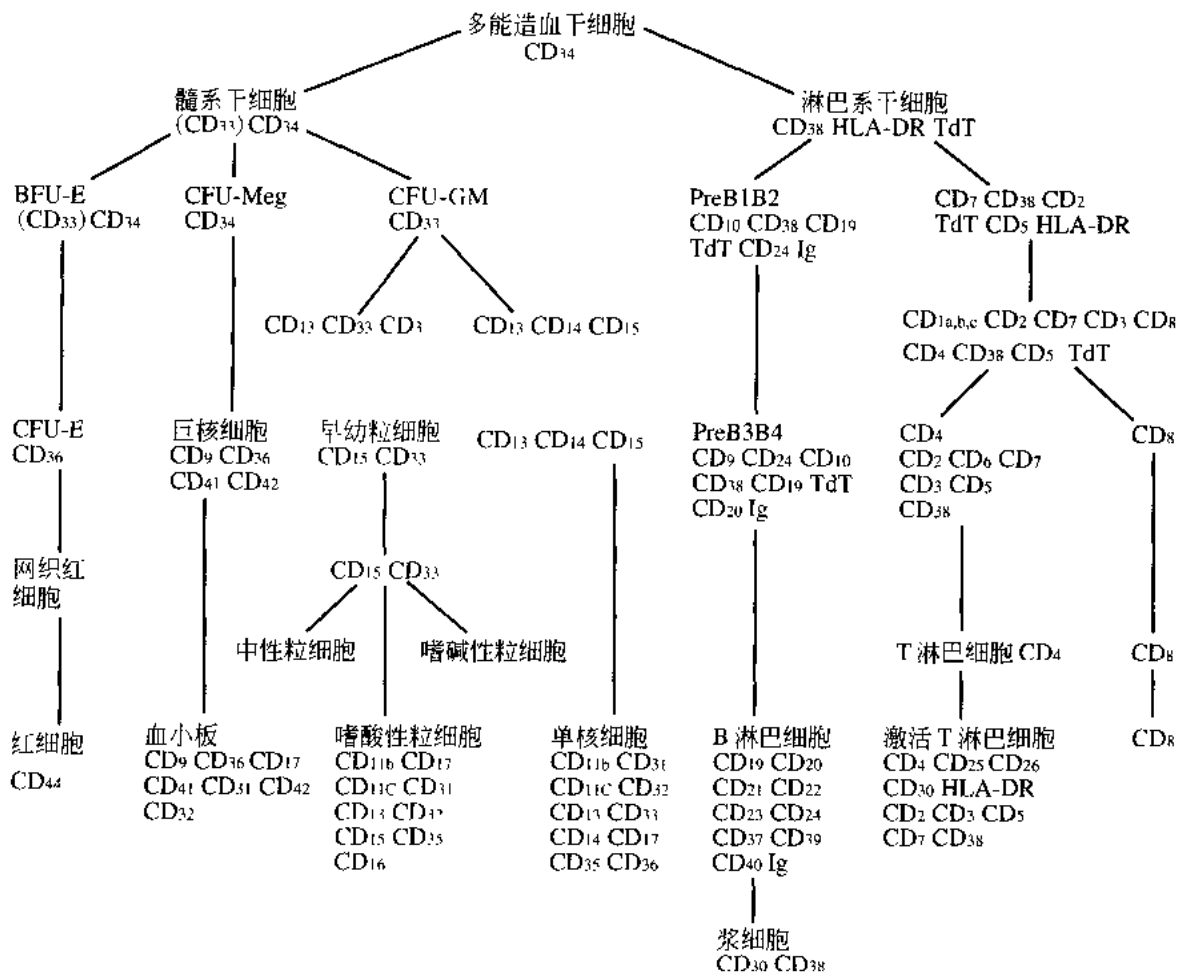 多能造血干细胞
CD34
髓系干细胞
(CD33) CD34
淋巴系干细胞
CD38 HLA-DR TdT
BFU-E
(CD33) CD34
CFU-Meg
CD34
CFU-GM
CD33
PreB1B2
CD10 CD38 CD19
TdT CD24 Ig
CD7 CD38 CD2
TdT CD5 HLA-DR
CD13 CD33 CD3
CD13 CD14 CD15
CD1a,b,c CD2 CD7 CD3 CD8
CD4 CD38 CD5 TdT
CFU-E
CD36
巨核细胞
CD9 CD36
CD41 CD42
早幼粒细胞
CD15 CD33
CD13 CD14 CD15
PreB3B4
CD9 CD24 CD10
CD38 CD19 TdT
CD20 Ig
CD4
CD2 CD6 CD7
CD3 CD5
CD38
CD8
网织红
细胞
CD15 CD33
中性粒细胞
嗜碱性粒细胞
T 淋巴细胞 CD4
CD8
红细胞
CD44
血小板
CD9 CD36 CD17
CD41 CD31 CD42
CD32
嗜酸性粒细胞
CD11b CD17
CD11C CD31
CD13 CD32
CD15 CD35
CD16
单核细胞
CD11b CD31
CD11C CD32
CD13 CD33
CD14 CD17
CD35 CD36
B 淋巴细胞
CD19 CD20
CD21 CD22
CD23 CD24
CD37 CD39
CD40 Ig
激活 T 淋巴细胞
CD4 CD25 CD26
CD30 HLA-DR
CD2 CD3 CD5
CD7 CD38
CD8
浆细胞
CD30 CD38